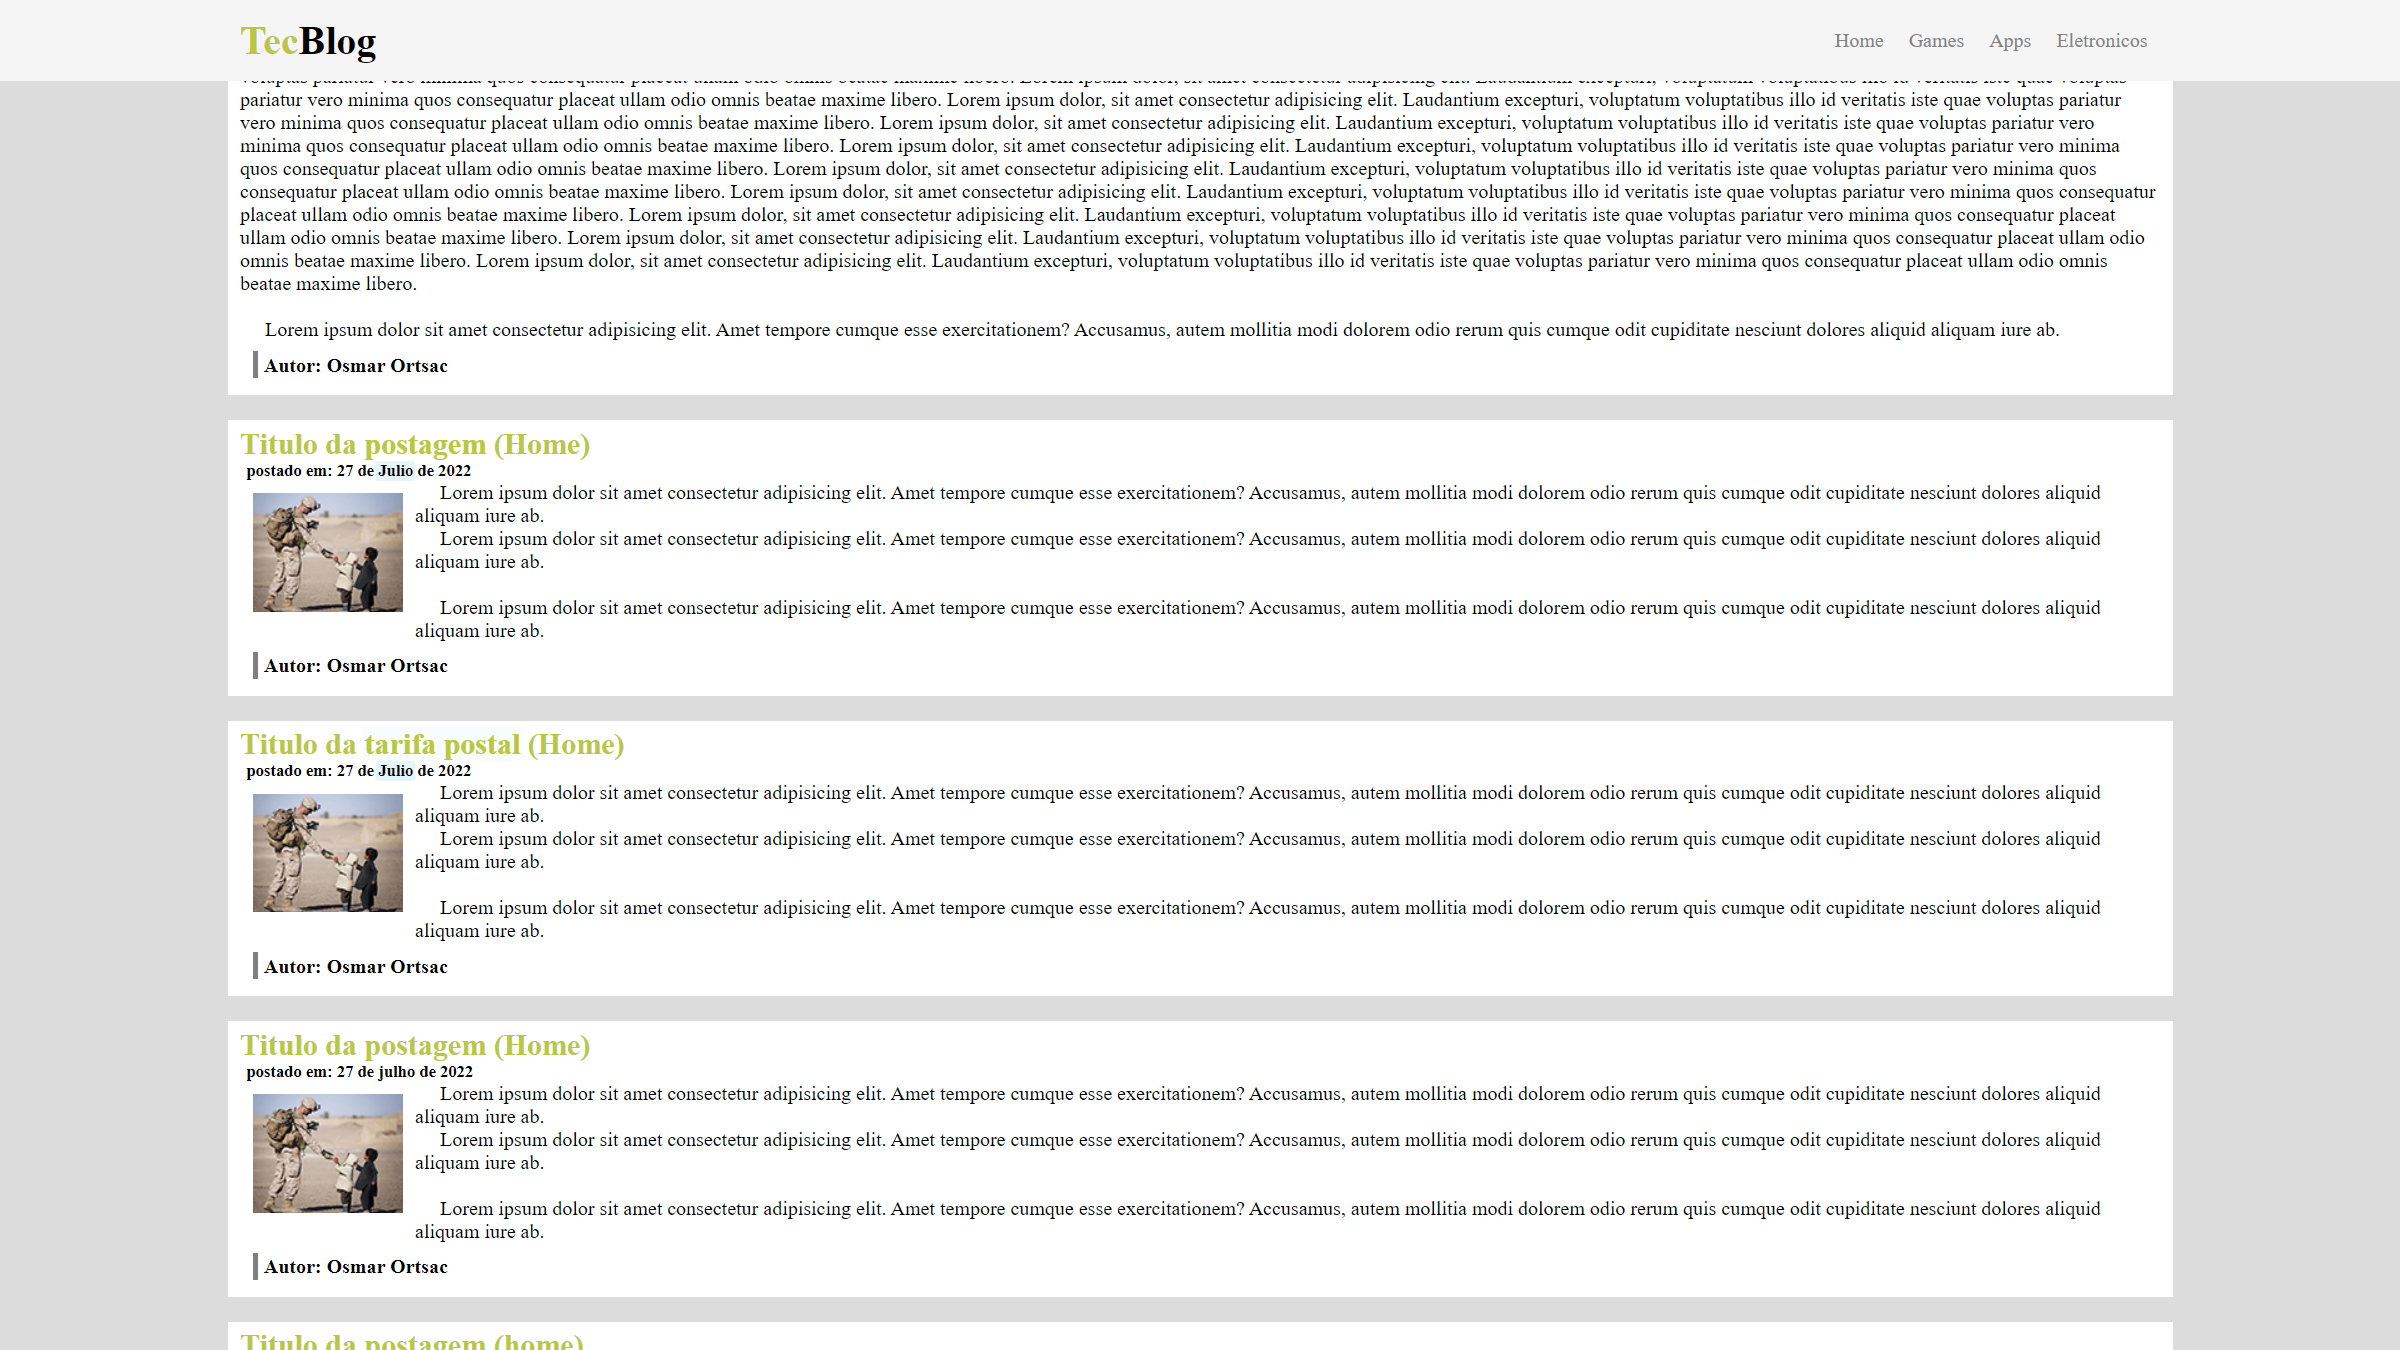 TecBlog
Home Games Apps Eletronicos
voluptas pariatur vero minima quos consequatur placeat ullam odio omnis beatae maxime libero. Lorem ipsum dolor, sit amet consectetur adipisicing elit. Laudantium excepturi, voluptatum voluptatibus illo id veritatis iste quae voluptas
pariatur vero minima quos consequatur placeat ullam odio omnis beatae maxime libero. Lorem ipsum dolor, sit amet consectetur adipisicing elit. Laudantium excepturi, voluptatum voluptatibus illo id veritatis iste quae voluptas pariatur
vero minima quos consequatur placeat ullam odio omnis beatae maxime libero. Lorem ipsum dolor, sit amet consectetur adipisicing elit. Laudantium excepturi, voluptatum voluptatibus illo id veritatis iste quae voluptas pariatur vero
minima quos consequatur placeat ullam odio omnis beatae maxime libero. Lorem ipsum dolor, sit amet consectetur adipisicing elit. Laudantium excepturi, voluptatum voluptatibus illo id veritatis iste quae voluptas pariatur vero minima
quos consequatur placeat ullam odio omnis beatae maxime libero. Lorem ipsum dolor, sit amet consectetur adipisicing elit. Laudantium excepturi, voluptatum voluptatibus illo id veritatis iste quae voluptas pariatur vero minima quos
consequatur placeat ullam odio omnis beatae maxime libero. Lorem ipsum dolor, sit amet consectetur adipisicing elit. Laudantium excepturi, voluptatum voluptatibus illo id veritatis iste quae voluptas pariatur vero minima quos consequatur
placeat ullam odio omnis beatae maxime libero. Lorem ipsum dolor, sit amet consectetur adipisicing elit. Laudantium excepturi, voluptatum voluptatibus illo id veritatis iste quae voluptas pariatur vero minima quos consequatur placeat
ullam odio omnis beatae maxime libero. Lorem ipsum dolor, sit amet consectetur adipisicing elit. Laudantium excepturi, voluptatum voluptatibus illo id veritatis iste quae voluptas pariatur vero minima quos consequatur placeat ullam odio
omnis beatae maxime libero. Lorem ipsum dolor, sit amet consectetur adipisicing elit. Laudantium excepturi, voluptatum voluptatibus illo id veritatis iste quae voluptas pariatur vero minima quos consequatur placeat ullam odio omnis
beatae maxime libero.
Lorem ipsum dolor sit amet consectetur adipisicing elit. Amet tempore cumque esse exercitationem? Accusamus, autem mollitia modi dolorem odio rerum quis cumque odit cupiditate nesciunt dolores aliquid aliquam iure ab.
Autor: Osmar Ortsac
Titulo da postagem (Home)
postado em: 27 de Julio de 2022
Lorem ipsum dolor sit amet consectetur adipisicing elit. Amet tempore cumque esse exercitationem? Accusamus, autem mollitia modi dolorem odio rerum quis cumque odit cupiditate nesciunt dolores aliquid
aliquam iure ab.
Lorem ipsum dolor sit amet consectetur adipisicing elit. Amet tempore cumque esse exercitationem? Accusamus, autem mollitia modi dolorem odio rerum quis cumque odit cupiditate nesciunt dolores aliquid
aliquam iure ab.
Lorem ipsum dolor sit amet consectetur adipisicing elit. Amet tempore cumque esse exercitationem? Accusamus, autem mollitia modi dolorem odio rerum quis cumque odit cupiditate nesciunt dolores aliquid
aliquam iure ab.
Autor: Osmar Ortsac
Titulo da tarifa postal (Home)
postado em: 27 de Julio de 2022
Lorem ipsum dolor sit amet consectetur adipisicing elit. Amet tempore cumque esse exercitationem? Accusamus, autem mollitia modi dolorem odio rerum quis cumque odit cupiditate nesciunt dolores aliquid
aliquam iure ab.
Lorem ipsum dolor sit amet consectetur adipisicing elit. Amet tempore cumque esse exercitationem? Accusamus, autem mollitia modi dolorem odio rerum quis cumque odit cupiditate nesciunt dolores aliquid
aliquam iure ab.
Lorem ipsum dolor sit amet consectetur adipisicing elit. Amet tempore cumque esse exercitationem? Accusamus, autem mollitia modi dolorem odio rerum quis cumque odit cupiditate nesciunt dolores aliquid
aliquam iure ab.
Autor: Osmar Ortsac
Titulo da postagem (Home)
postado em: 27 de julho de 2022
Lorem ipsum dolor sit amet consectetur adipisicing elit. Amet tempore cumque esse exercitationem? Accusamus, autem mollitia modi dolorem odio rerum quis cumque odit cupiditate nesciunt dolores aliquid
aliquam iure ab.
Lorem ipsum dolor sit amet consectetur adipisicing elit. Amet tempore cumque esse exercitationem? Accusamus, autem mollitia modi dolorem odio rerum quis cumque odit cupiditate nesciunt dolores aliquid
aliquam iure ab.
Lorem ipsum dolor sit amet consectetur adipisicing elit. Amet tempore cumque esse exercitationem? Accusamus, autem mollitia modi dolorem odio rerum quis cumque odit cupiditate nesciunt dolores aliquid
aliquam iure ab.
Autor: Osmar Ortsac
Titulo da postagem (home)